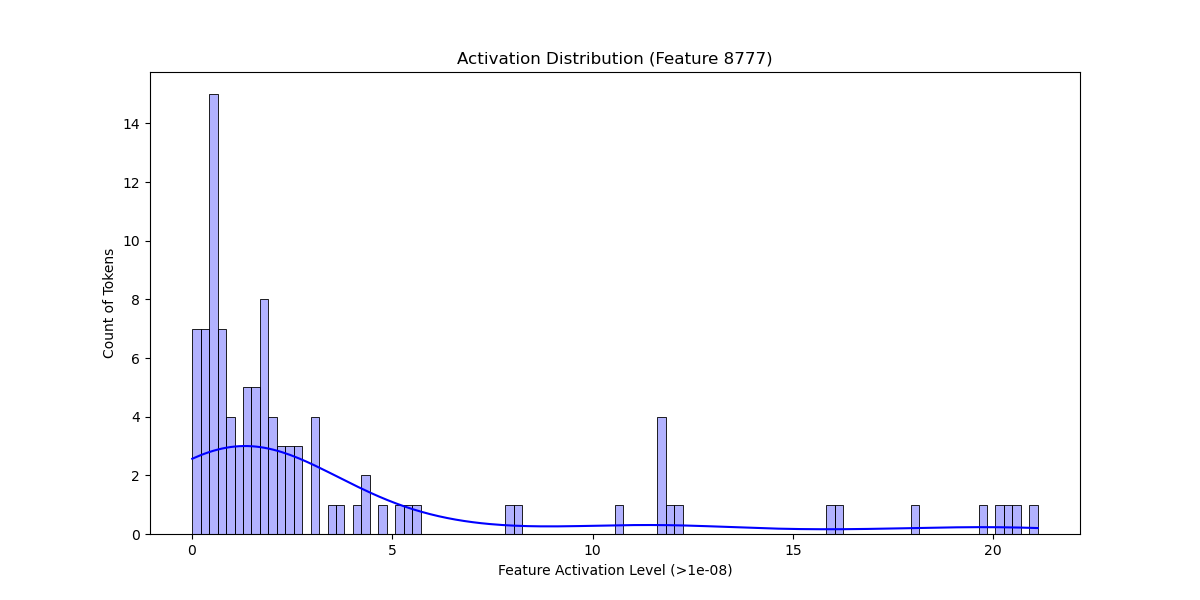 Activation Distribution (Feature 8777)
14
12
10
8
6
4
2
0
Count of Tokens
0 5 10 15 20
Feature Activation Level (>1e-08)